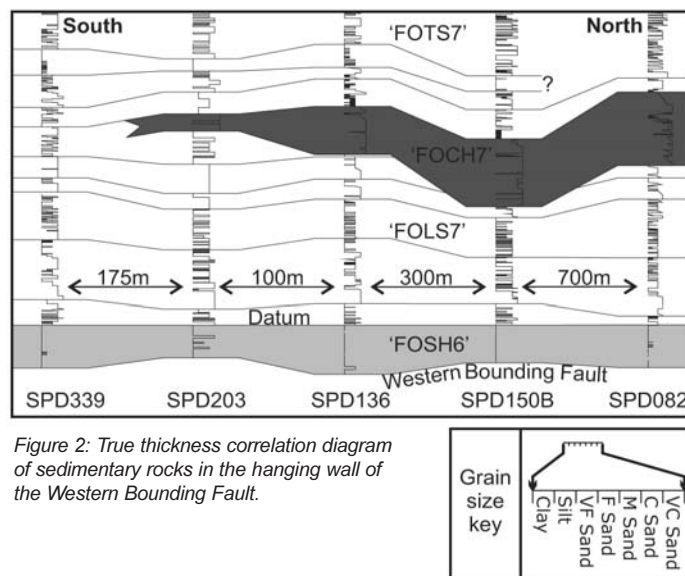 South
'FOTS7'
North
?
'FOCH7'
'FOLS7'
175m
100m
300m
700m
Datum
'FOSH6'
Western Bounding Fault
SPD339
SPD203
SPD136
SPD150B
SPD082
Figure 2: True thickness correlation diagram
of sedimentary rocks in the hanging wall of
the Western Bounding Fault.
Grain
size
key
Clay
Silt
VF Sand
F Sand
M Sand
C Sand
VC Sand